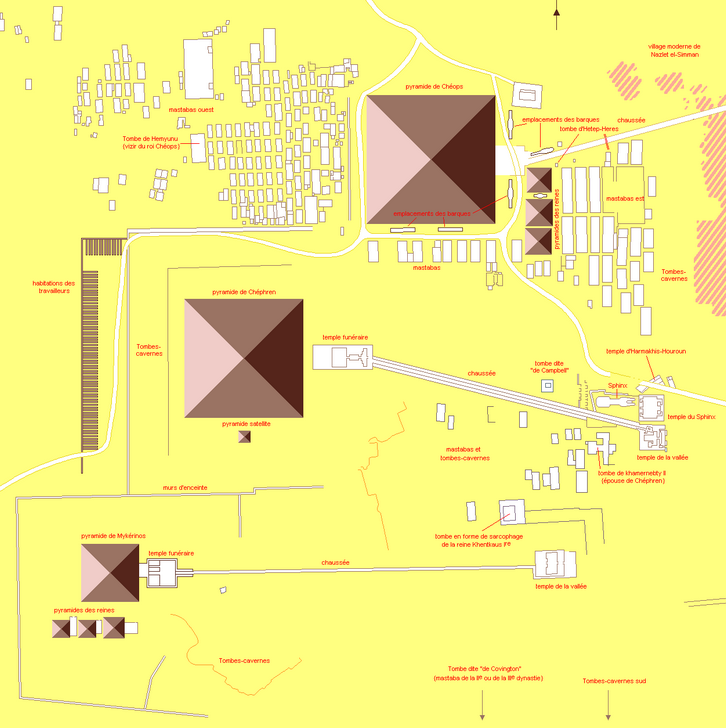 village moderne de
Nazlet el-Simman
pyramide de Chéops
mastabas ouest
emplacements des barques
chaussée
tombe d'Hetep-Heres
Tombe de Hemyunu
(vizir du roi Chéops)
pyramides des reines
mastabas est
emplacements des barques
mastabas
Tombes-
cavernes
habitations des
travailleurs
pyramide de Chéphren
temple funéraire
Tombes-
cavernes
temple d'Harmakhis-Houroun
tombe dite
"de Campbell"
chaussée
Sphinx
temple du Sphinx
pyramide satellite
mastabas et
tombes-cavernes
temple de la vallée
tombe de khamernebty II
(épouse de Chéphren)
murs d'enceinte
tombe en forme de sarcophage
de la reine Khentkaus Iʳᵉ
pyramide de Mykérinos
temple funéraire
chaussée
temple de la vallée
pyramides des reines
Tombes-cavernes
Tombe dite "de Covington"
(mastaba de la IIᵉ ou de la IIIᵉ dynastie)
Tombes-cavernes sud